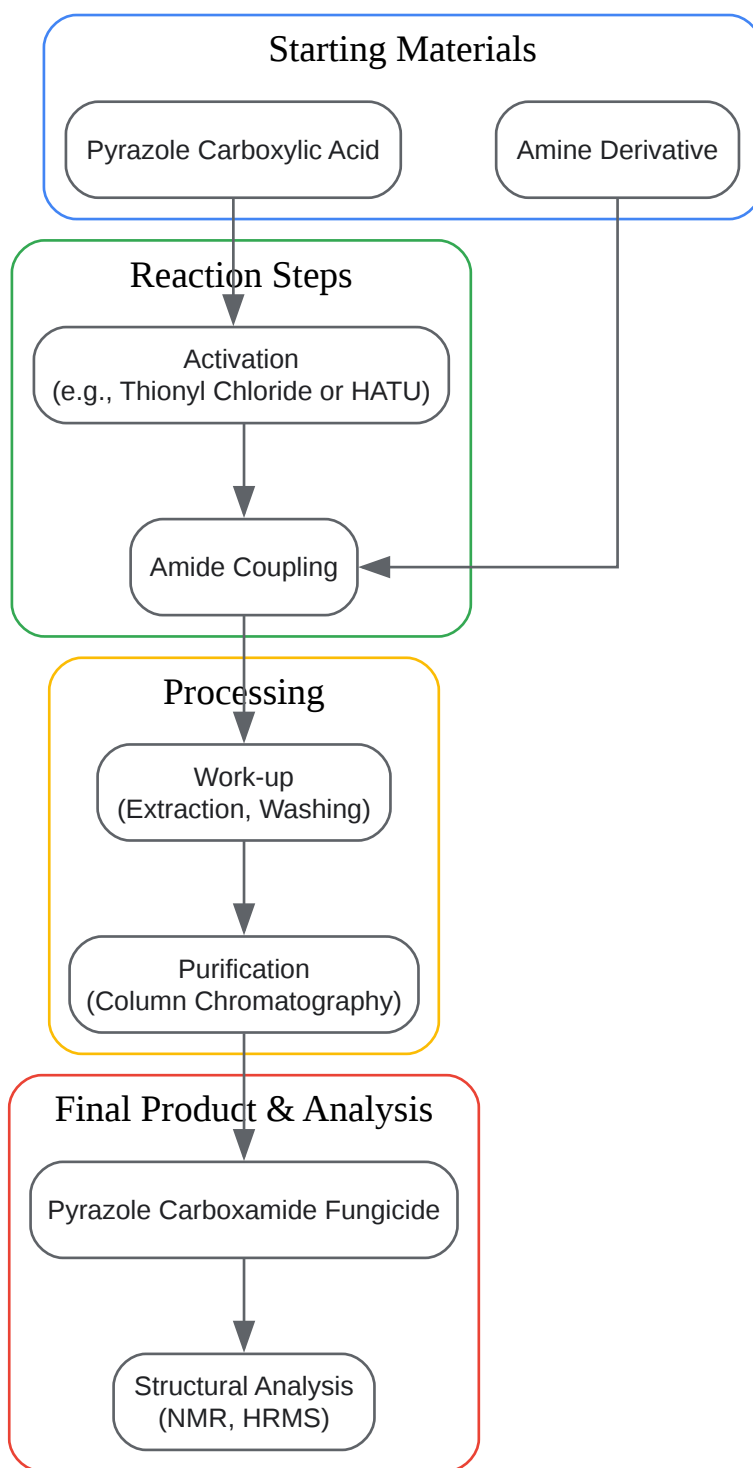 Starting Materials
Pyrazole Carboxylic Acid
Amine Derivative
Reaction Steps
Activation
(e.g., Thionyl Chloride or HATU)
Amide Coupling
Processing
Work-up
(Extraction, Washing)
Purification
(Column Chromatography)
Final Product & Analysis
Pyrazole Carboxamide Fungicide
Structural Analysis
(NMR, HRMS)